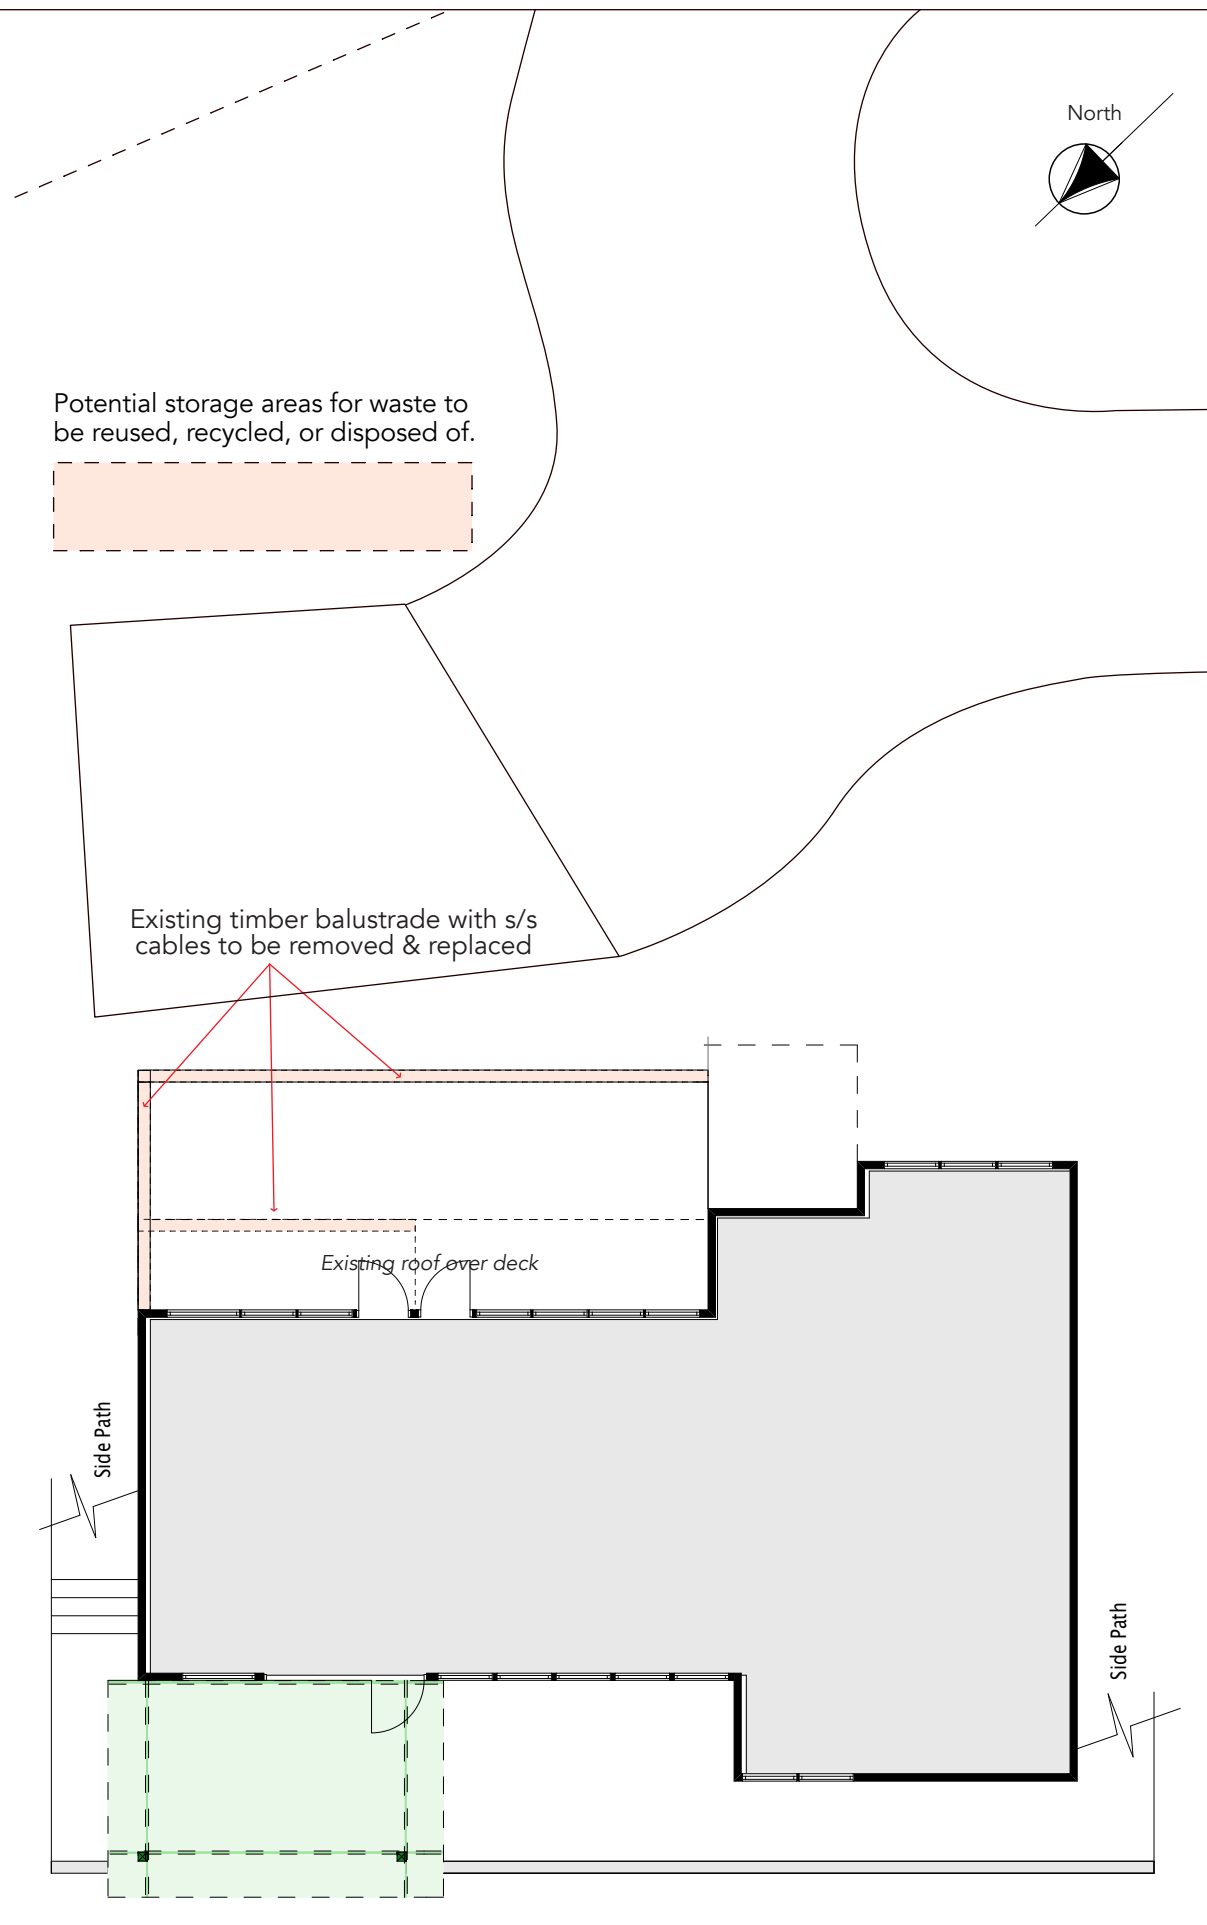 North
Potential storage areas for waste to
be reused, recycled, or disposed of.
Existing timber balustrade with s/s
cables to be removed & replaced
Existing roof over deck
Side Path
Side Path